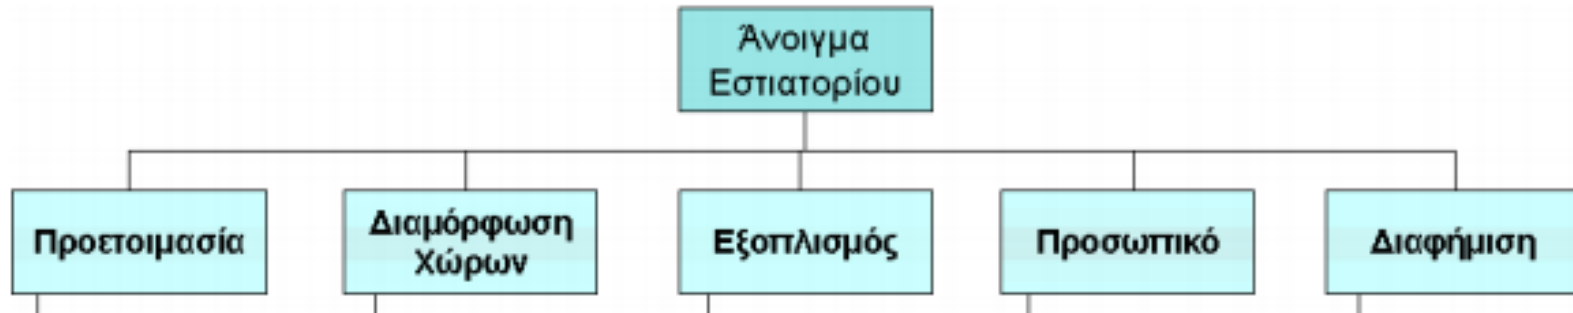 Άνοιγμα
Εστιατορίου
Προετοιμασία
Διαμόρφωση
Χώρων
Εξοπλισμός
Προσωπικό
Διαφήμιση